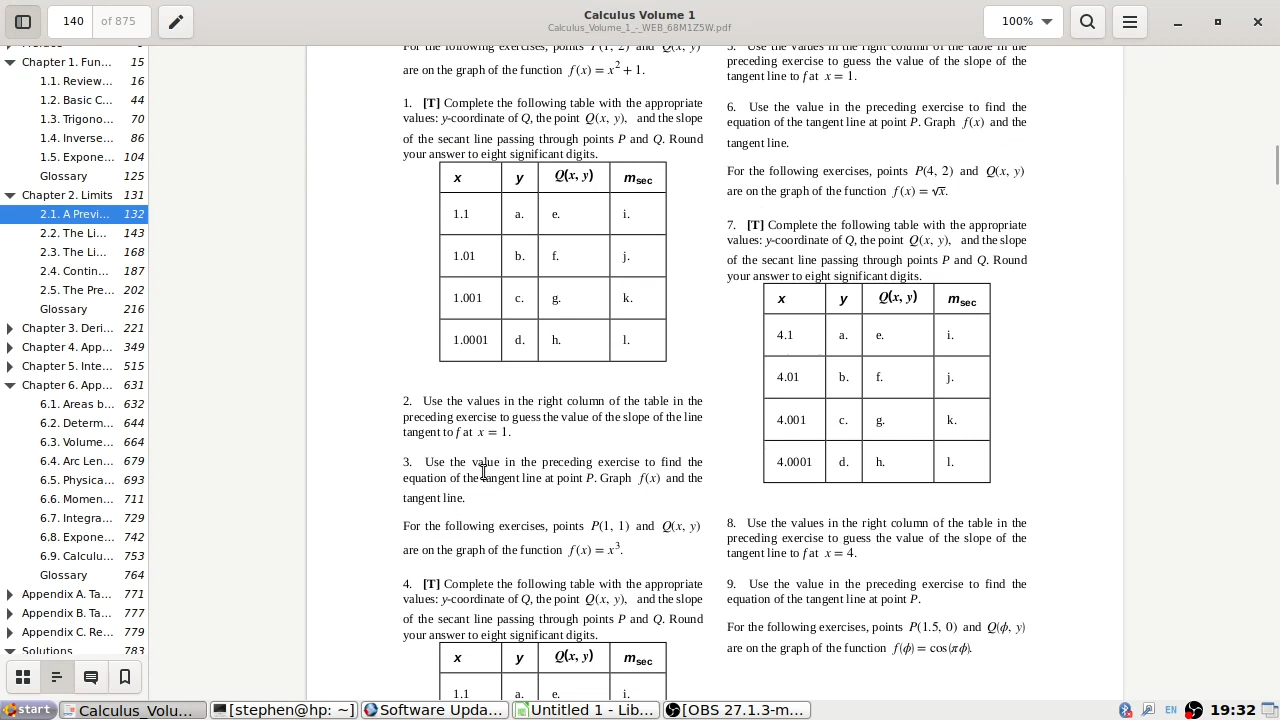 140
of 875
Calculus Volume 1
Calculus_Volume_1_-_WEB_68M1Z5W.pdf
100%
Chapter 1. Fun... 15
1.1. Review... 16
1.2. Basic C... 44
1.3. Trigono... 70
1.4. Inverse... 86
1.5. Expone... 104
Glossary 125
Chapter 2. Limits 131
2.1. A Previ... 132
2.2. The Li... 143
2.3. The Li... 168
2.4. Contin... 187
2.5. The Pre... 202
Glossary 216
Chapter 3. Deri... 221
Chapter 4. App... 349
Chapter 5. Inte... 515
Chapter 6. App... 631
6.1. Areas b... 632
6.2. Determ... 644
6.3. Volume... 664
6.4. Arc Len... 679
6.5. Physica... 693
6.6. Momen... 711
6.7. Integra... 729
6.8. Expone... 742
6.9. Calculu... 753
Glossary 764
Appendix A. Ta... 771
Appendix B. Ta... 777
Appendix C. Re... 779
Solutions 783
For the following exercises, points P(1, 2) and Q(x, y)
are on the graph of the function f(x) = x² + 1.
1. [T] Complete the following table with the appropriate
values: y-coordinate of Q, the point Q(x, y), and the slope
of the secant line passing through points P and Q. Round
your answer to eight significant digits.
x y Q(x, y) msec
1.1 a. e. i.
1.01 b. f. j.
1.001 c. g. k.
1.0001 d. h. l.
2. Use the values in the right column of the table in the
preceding exercise to guess the value of the slope of the line
tangent to f at x = 1.
3. Use the value in the preceding exercise to find the
equation of the tangent line at point P. Graph f(x) and the
tangent line.
For the following exercises, points P(1, 1) and Q(x, y)
are on the graph of the function f(x) = x³.
4. [T] Complete the following table with the appropriate
values: y-coordinate of Q, the point Q(x, y), and the slope
of the secant line passing through points P and Q. Round
your answer to eight significant digits.
x y Q(x, y) msec
1.1 a. e. i.
5. Use the values in the right column of the table in the
preceding exercise to guess the value of the slope of the
tangent line to f at x = 1.
6. Use the value in the preceding exercise to find the
equation of the tangent line at point P. Graph f(x) and the
tangent line.
For the following exercises, points P(4, 2) and Q(x, y)
are on the graph of the function f(x) = √x.
7. [T] Complete the following table with the appropriate
values: y-coordinate of Q, the point Q(x, y), and the slope
of the secant line passing through points P and Q. Round
your answer to eight significant digits.
x y Q(x, y) msec
4.1 a. e. i.
4.01 b. f. j.
4.001 c. g. k.
4.0001 d. h. l.
8. Use the values in the right column of the table in the
preceding exercise to guess the value of the slope of the
tangent line to f at x = 4.
9. Use the value in the preceding exercise to find the
equation of the tangent line at point P.
For the following exercises, points P(1.5, 0) and Q(ϕ, y)
are on the graph of the function f(ϕ) = cos(πϕ).
start
Calculus_Volu...
[stephen@hp: ~]
Software Upda...
Untitled 1 - Lib...
[OBS 27.1.3-m...
EN
19:32